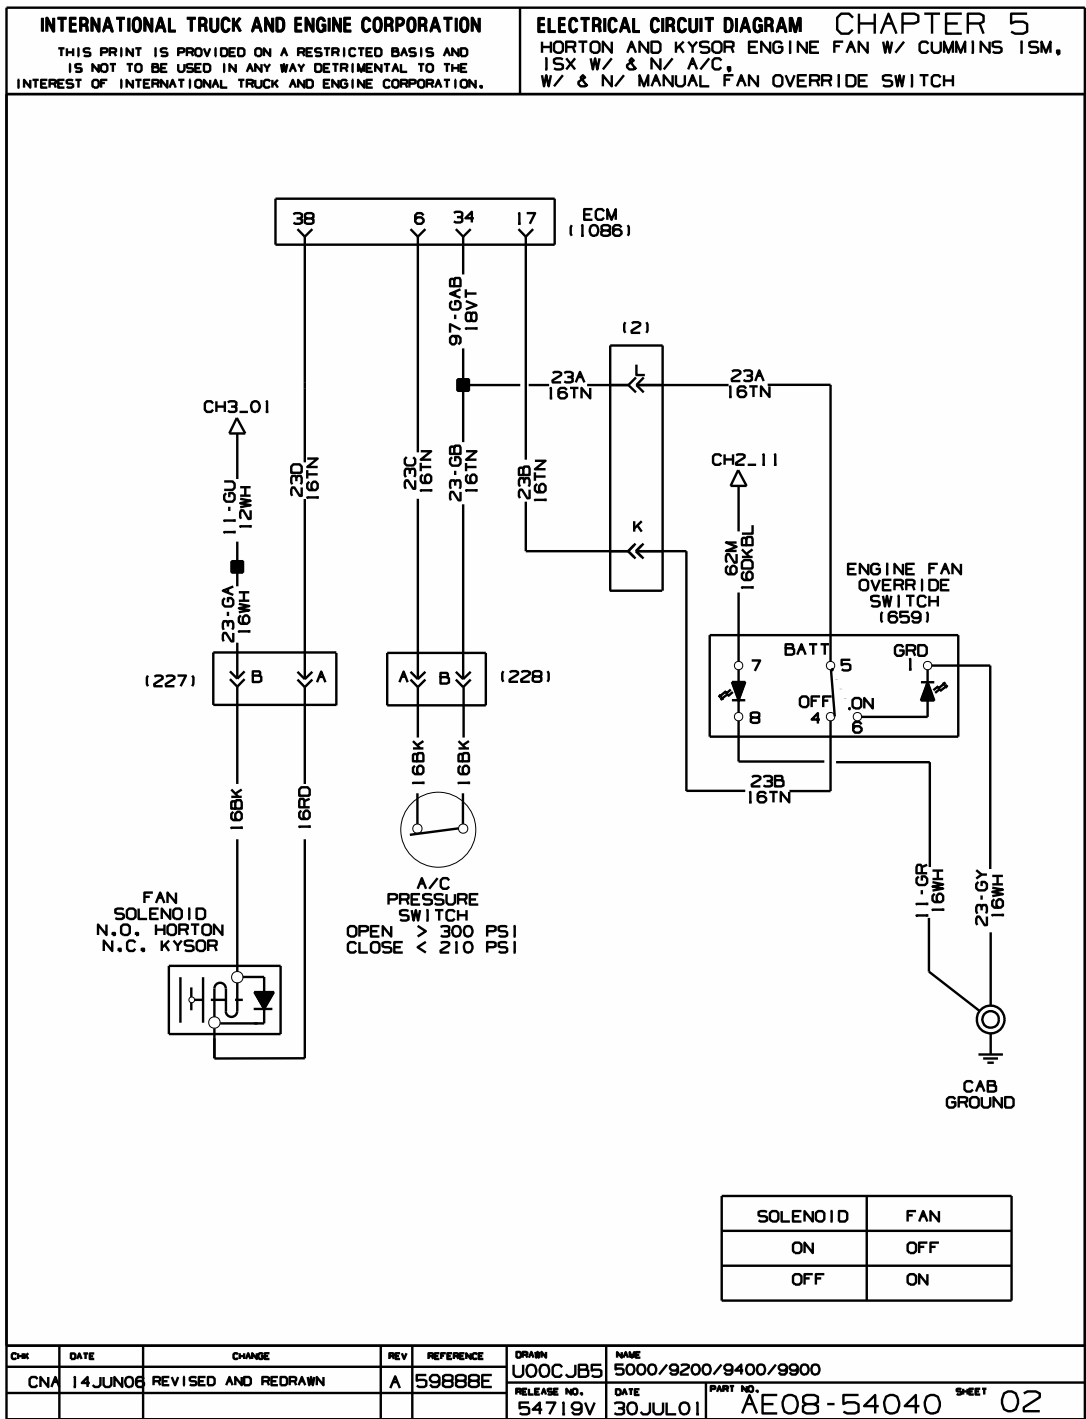 INTERNATIONAL TRUCK AND ENGINE CORPORATION
THIS PRINT IS PROVIDED ON A RESTRICTED BASIS AND
IS NOT TO BE USED IN ANY WAY DETRIMENTAL TO THE
INTEREST OF INTERNATIONAL TRUCK AND ENGINE CORPORATION.
ELECTRICAL CIRCUIT DIAGRAM CHAPTER 5
HORTON AND KYSOR ENGINE FAN W/ CUMMINS ISM,
ISX W/ & N/ A/C,
W/ & N/ MANUAL FAN OVERRIDE SWITCH
38 6 34 17
ECM
(1086)
97-GAB
18VT
(2)
L
23A
16TN
23A
16TN
CH3_01
11-GU
12WH
23D
16TN
23C
16TN
23-GB
16TN
23B
16TN
CH2_11
K
62M
16DKBL
23-GA
16WH
ENGINE FAN
OVERRIDE
SWITCH
(659)
(227) B A
A B (228)
7 BATT 5 GRD 1
8 OFF 4 .ON 6
23B
16TN
16BK
16RD
16BK
16BK
A/C
PRESSURE
SWITCH
OPEN > 300 PSI
CLOSE < 210 PSI
FAN
SOLENOID
N.O. HORTON
N.C. KYSOR
11-GR
16WH
23-GY
16WH
CAB
GROUND
SOLENOID FAN
ON OFF
OFF ON
CHK DATE CHANGE REV REFERENCE
CNA 14JUN06 REVISED AND REDRAWN A 59888E
DRAWN
U00CJB5
NAME
5000/9200/9400/9900
RELEASE NO.
54719V
DATE
30JUL01
PART NO.
AE08-54040
SHEET 02